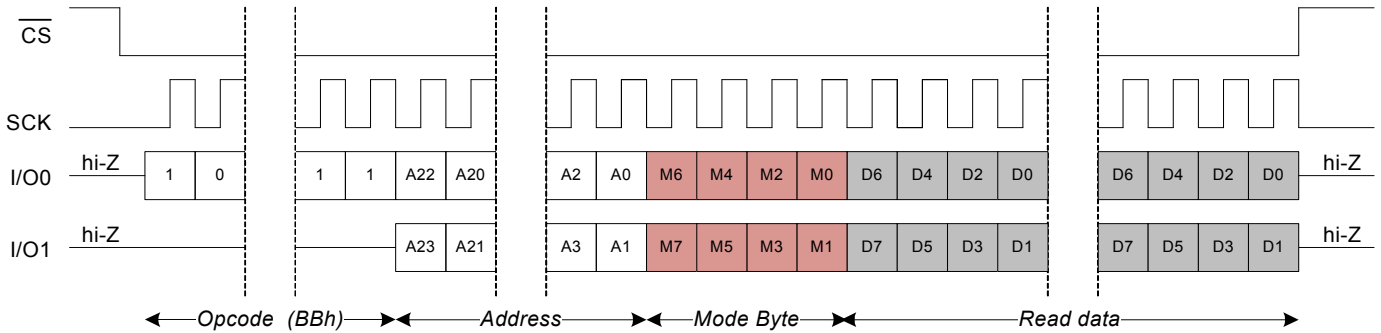 CS
SCK
hi-Z 1 0 1 1 A22 A20 A2 A0 M6 M4 M2 M0 D6 D4 D2 D0 D6 D4 D2 D0 hi-Z
I/O0
hi-Z A23 A21 A3 A1 M7 M5 M3 M1 D7 D5 D3 D1 D7 D5 D3 D1 hi-Z
I/O1
Opcode (BBh) Address Mode Byte Read data